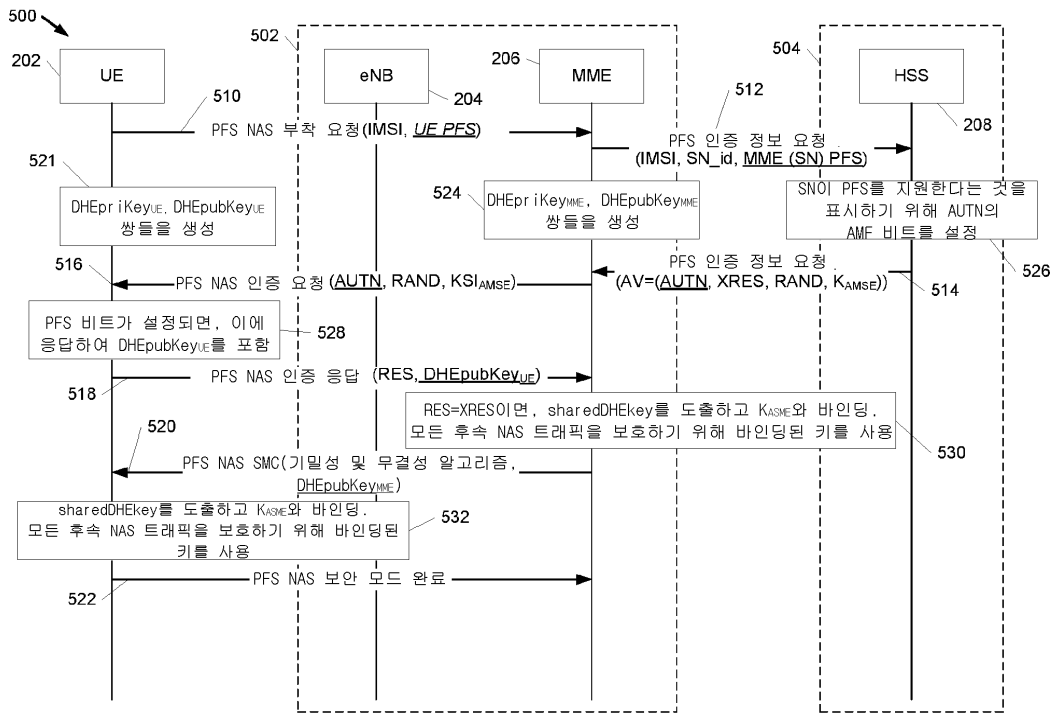 500
502
504
202
UE
eNB
204
206
MME
HSS
208
510
512
PFS NAS 부착 요청(IMSI, UE PFS)
PFS 인증 정보 요청
(IMSI, SN_id, MME (SN) PFS)
521
DHEpriKeyUE, DHEpubKeyUE
쌍들을 생성
524
DHEpriKeyMME, DHEpubKeyMME
쌍들을 생성
SN이 PFS를 지원한다는 것을
표시하기 위해 AUTN의
AMF 비트를 설정
526
516
PFS NAS 인증 요청(AUTN, RAND, KSIAMSE)
PFS 인증 정보 요청
(AV=(AUTN, XRES, RAND, KAMSE))
514
PFS 비트가 설정되면, 이에
응답하여 DHEpubKeyUE를 포함
528
518
PFS NAS 인증 응답 (RES, DHEpubKeyUE)
RES=XRES이면, sharedDHEkey를 도출하고 KASME와 바인딩.
모든 후속 NAS 트래픽을 보호하기 위해 바인딩된 키를 사용
530
520
PFS NAS SMC(기밀성 및 무결성 알고리즘,
DHEpubKeyMME)
sharedDHEkey를 도출하고 KASME와 바인딩.
모든 후속 NAS 트래픽을 보호하기 위해 바인딩된
키를 사용
532
522
PFS NAS 보안 모드 완료